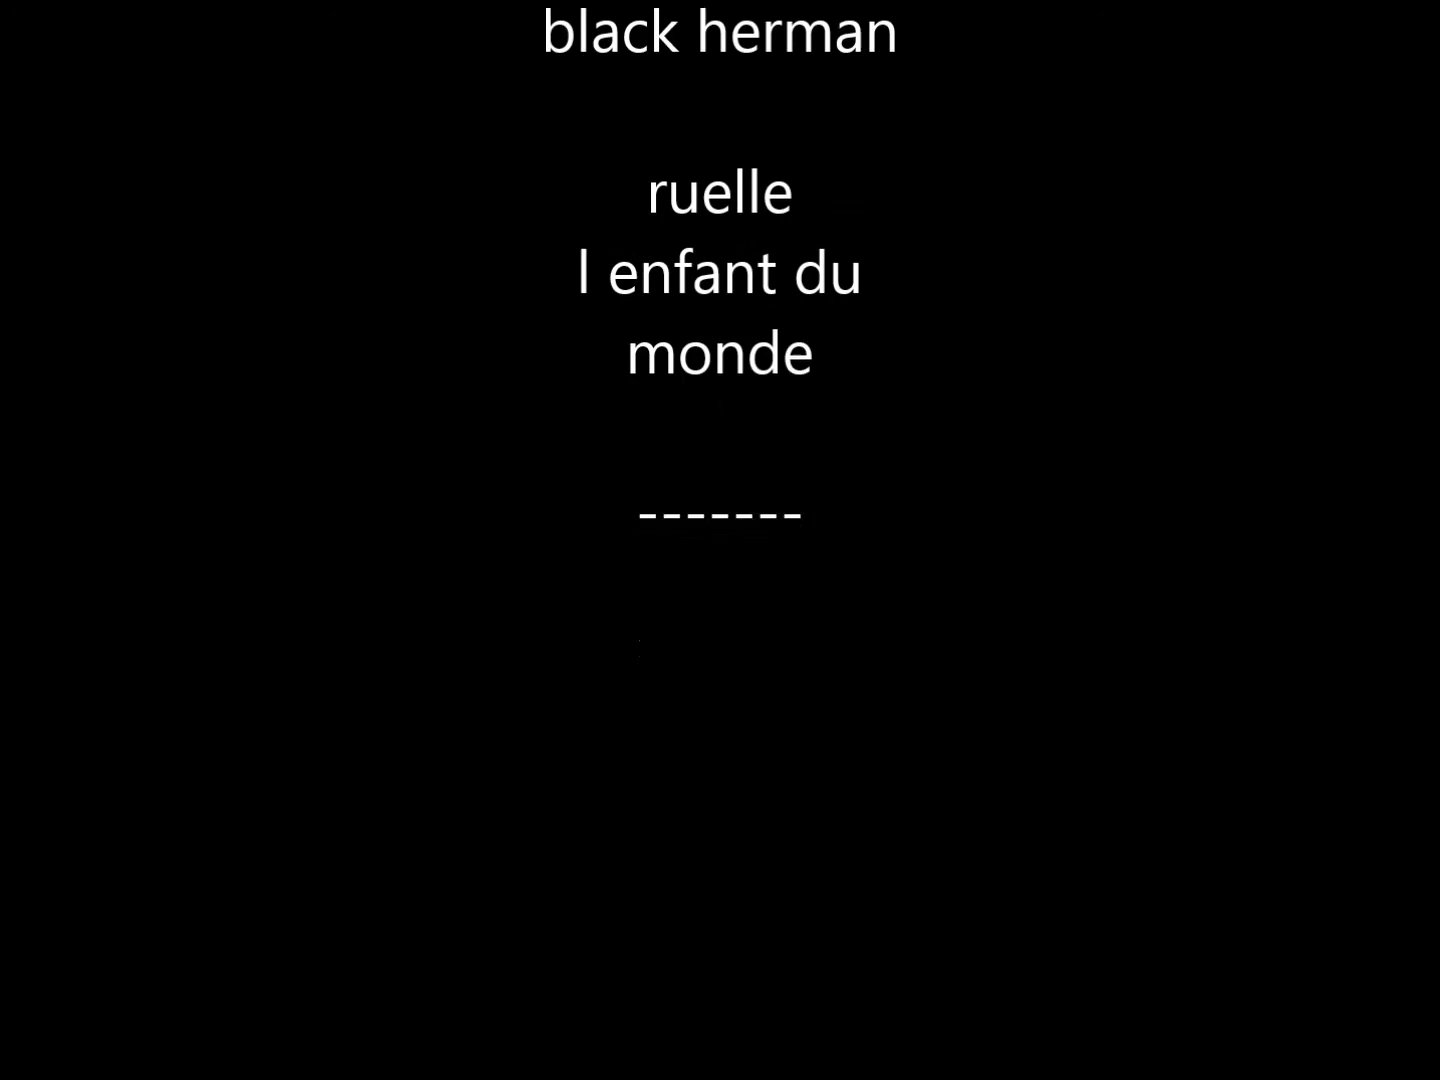 black herman
ruelle
l enfant du
monde
-------